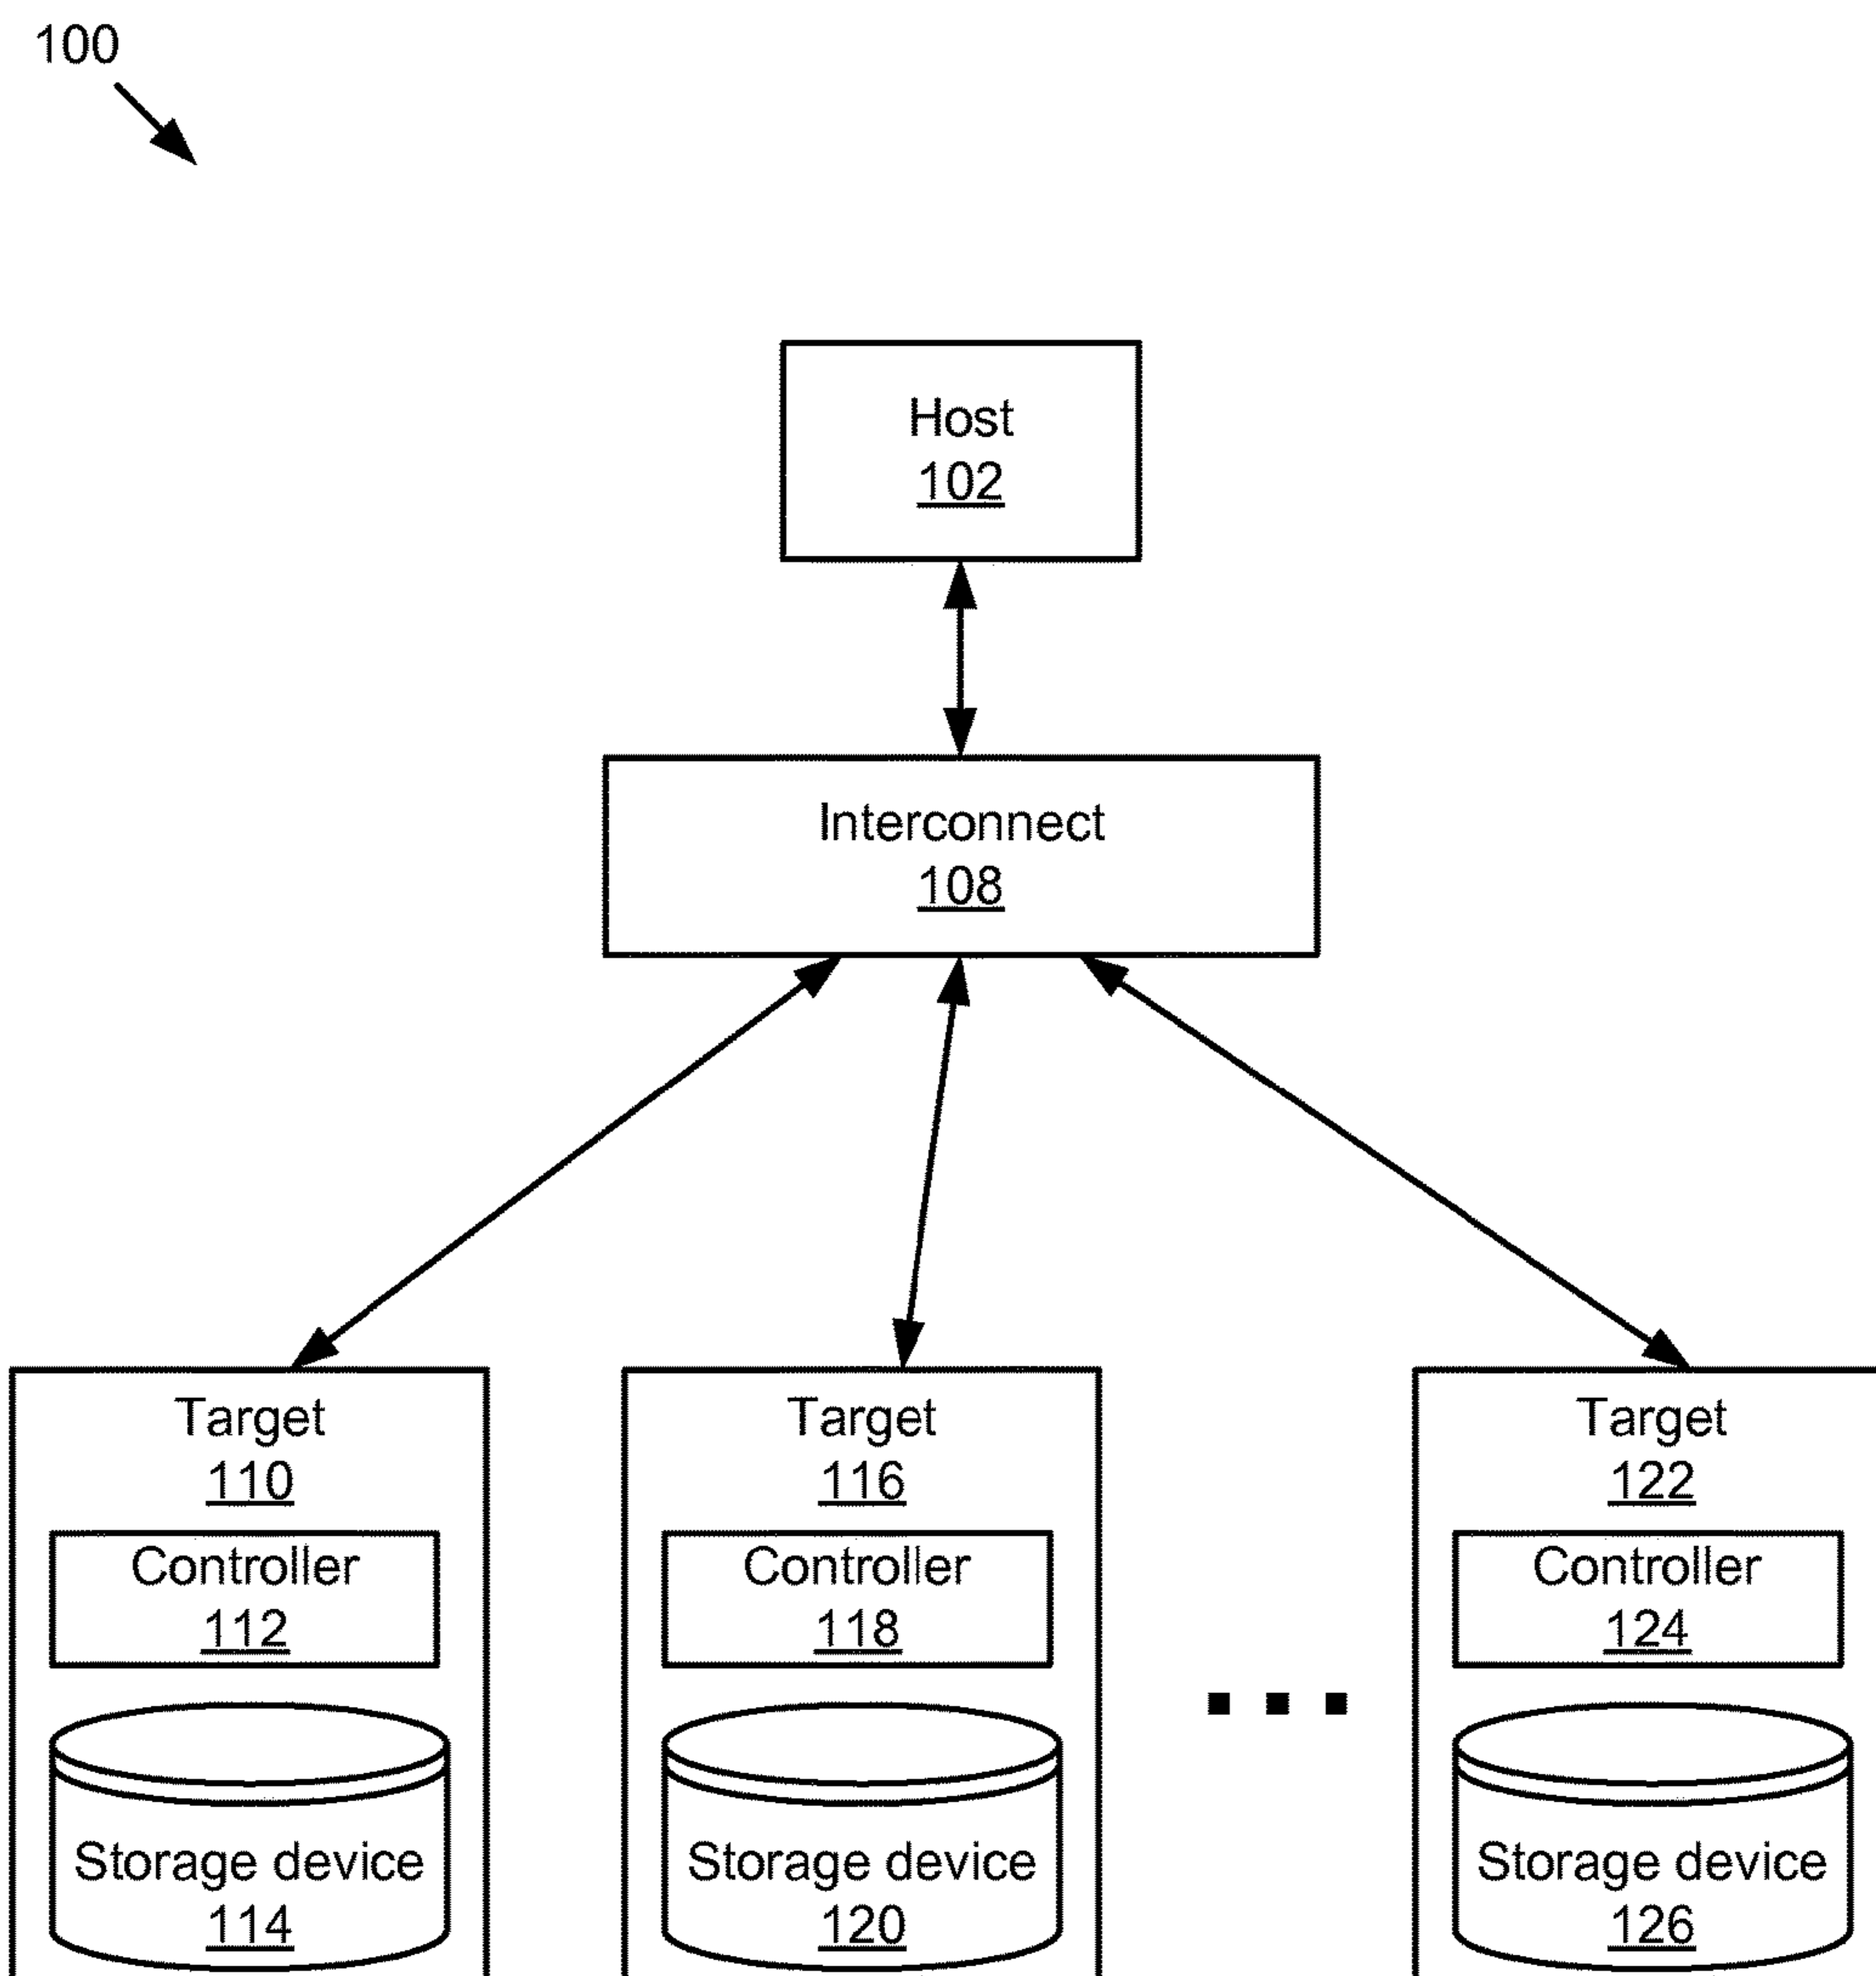 100
Host
102
Interconnect
108
Target
110
Controller
112
Storage device
114
Target
116
Controller
118
Storage device
120
Target
122
Controller
124
Storage device
126